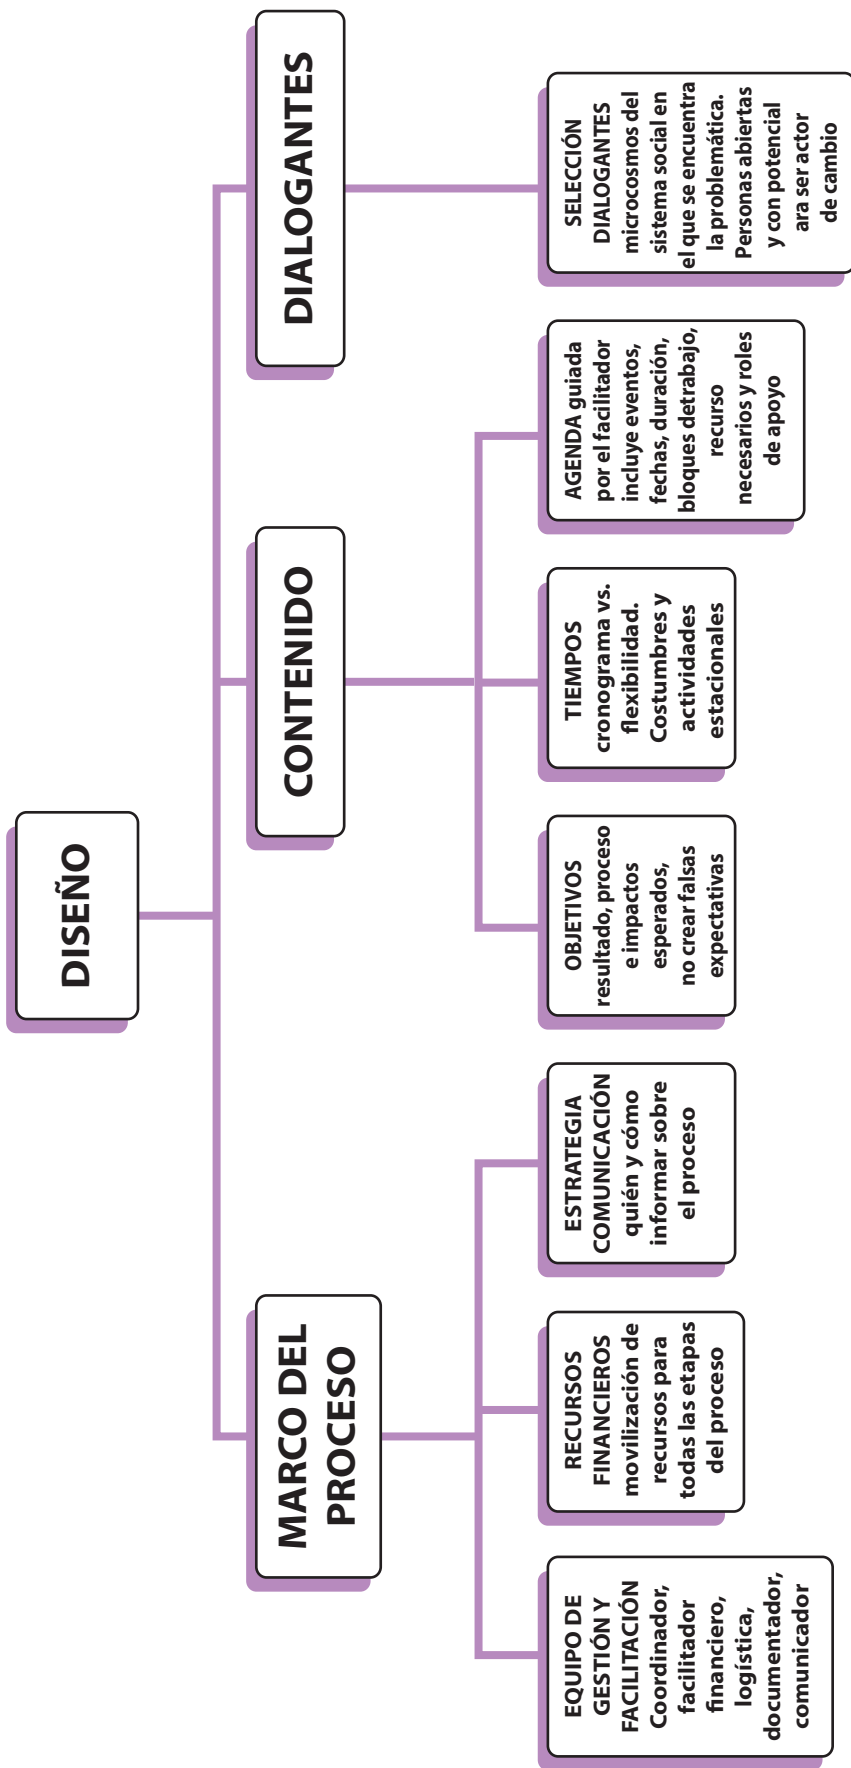 DISEÑO
MARCO DEL
PROCESO
CONTENIDO
DIALOGANTES
EQUIPO DE
GESTIÓN Y
FACILITACIÓN
Coordinador,
facilitador
financiero,
logística,
documentador,
comunicador
RECURSOS
FINANCIEROS
movilización de
recursos para
todas las etapas
del proceso
ESTRATEGIA
COMUNICACIÓN
quién y cómo
informar sobre
el proceso
OBJETIVOS
resultado, proceso
e impactos
esperados,
no crear falsas
expectativas
TIEMPOS
cronograma vs.
flexibilidad.
Costumbres y
actividades
estacionales
AGENDA guiada
por el facilitador
incluye eventos,
fechas, duración,
bloques detrabajo,
recurso
necesarios y roles
de apoyo
SELECCIÓN
DIALOGANTES
microcosmos del
sistema social en
el que se encuentra
la problemática.
Personas abiertas
y con potencial
ara ser actor
de cambio